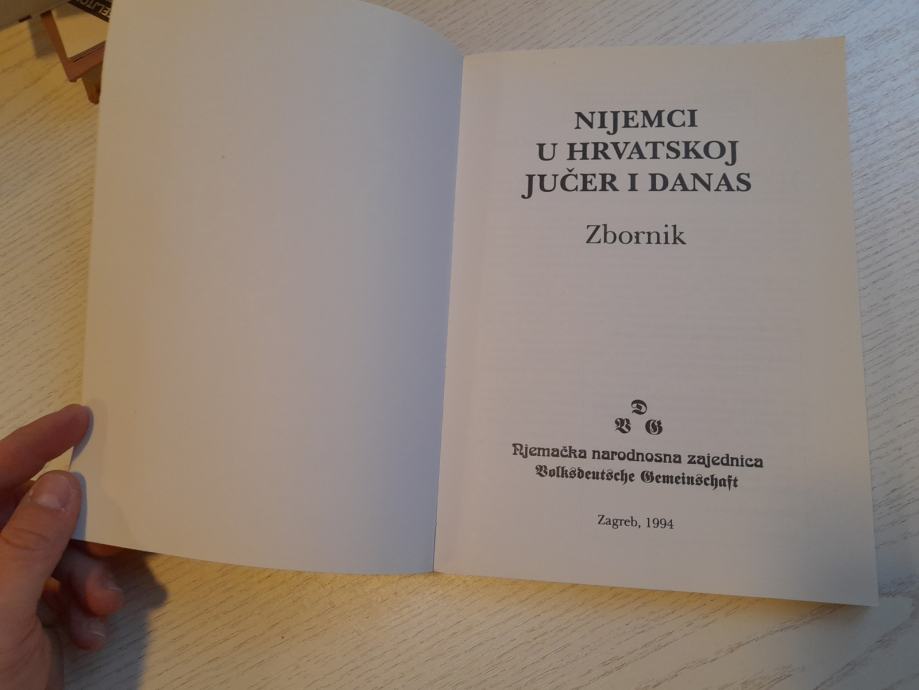 NIJEMCI
U HRVATSKOJ
JUČER I DANAS
Zbornik
D
V G
Njemačka narodnosna zajednica
Volksdeutsche Gemeinschaft
Zagreb, 1994